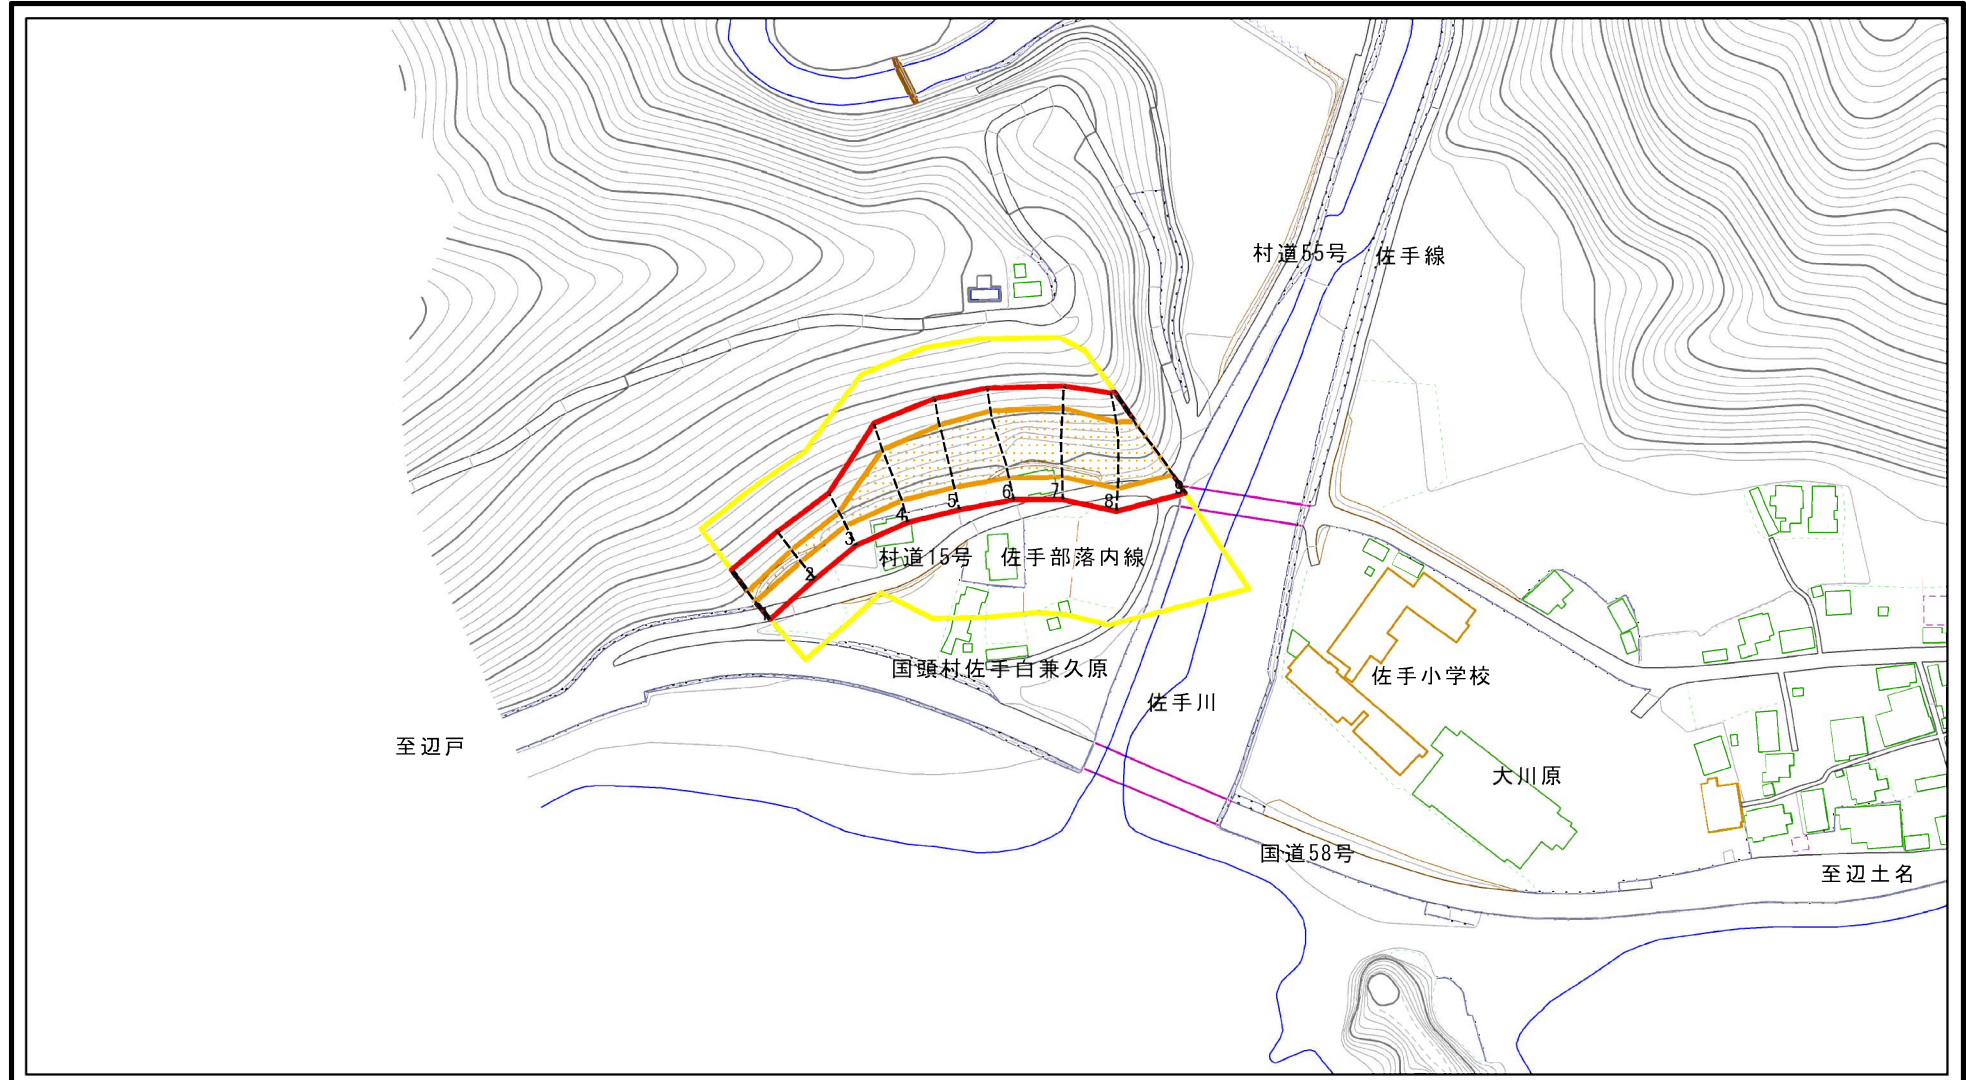 村道55号 佐手線
9
7
6
8
5
4
3
村道15号 佐手部落内線
2
1
国頭村佐手白兼久原
佐手小学校
佐手川
至辺戸
大川原
国道58号
至辺土名